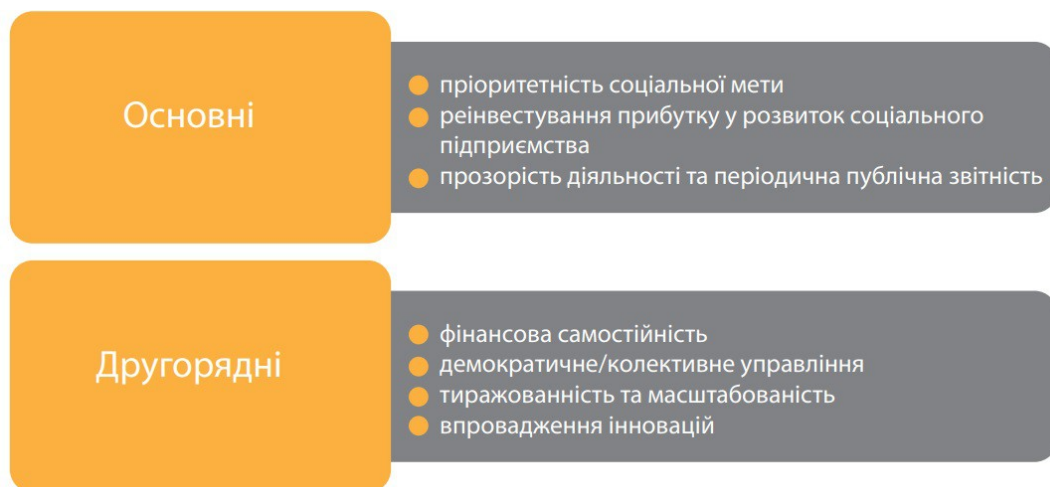 Основні
пріоритетність соціальної мети
реінвестування прибутку у розвиток соціального
підприємства
прозорість діяльності та періодична публічна звітність
Другорядні
фінансова самостійність
демократичне/колективне управління
тиражованність та масштабованість
впровадження інновацій